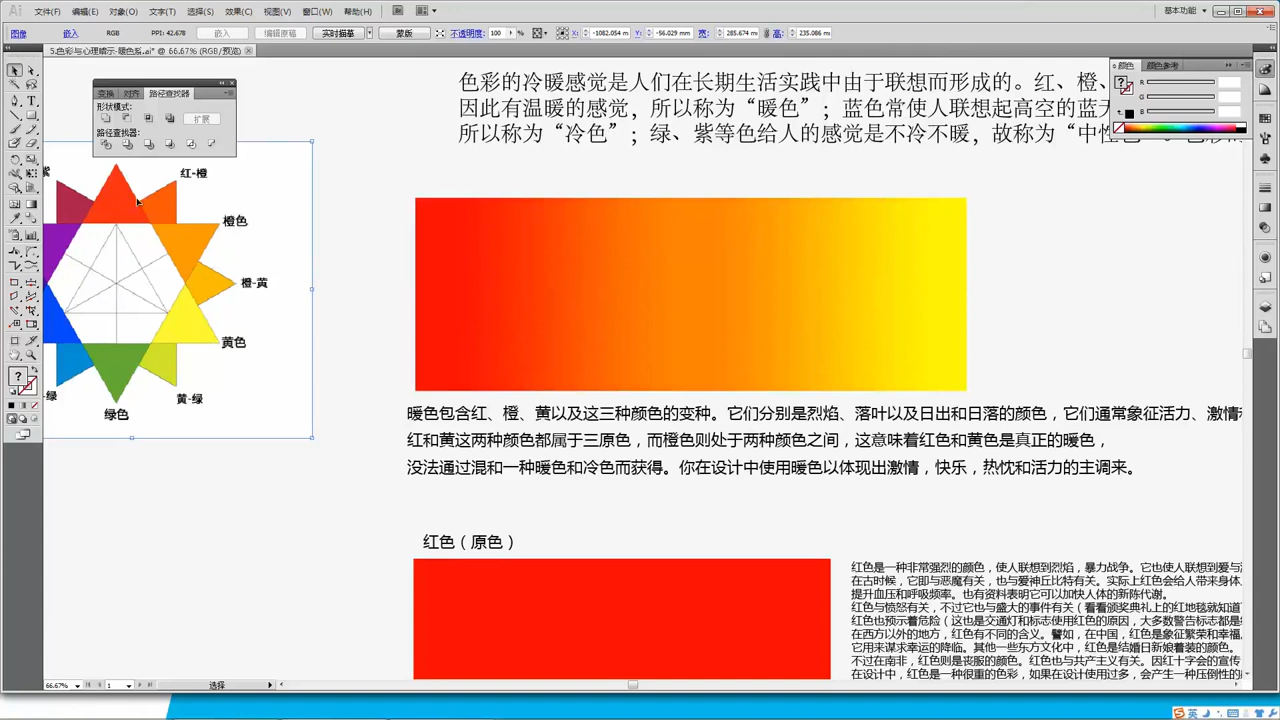 Ai 文件(F) 编辑(E) 对象(O) 文字(T) 选择(S) 效果(C) 视图(V) 窗口(W) 帮助(H) Br 基本功能
图像 嵌入 RGB PPI: 42.678 嵌入 编辑原稿 实时描摹 蒙版 不透明度: 100 % X: -1082.054 m Y: -56.029 mm 宽: 285.674 m 高: 235.086 m
5.色彩与心理暗示-暖色系.ai* @ 66.67% (RGB/预览)
变换 对齐 路径查找器
形状模式:
扩展
路径查找器:
颜色 颜色参考
R
G
B
色彩的冷暖感觉是人们在长期生活实践中由于联想而形成的。红、橙、
因此有温暖的感觉，所以称为“暖色”；蓝色常使人联想起高空的蓝天
所以称为“冷色”；绿、紫等色给人的感觉是不冷不暖，故称为“中性
紫
红-橙
橙色
橙-黄
黄色
黄-绿
绿色
-绿
暖色包含红、橙、黄以及这三种颜色的变种。它们分别是烈焰、落叶以及日出和日落的颜色，它们通常象征活力、激情
红和黄这两种颜色都属于三原色，而橙色则处于两种颜色之间，这意味着红色和黄色是真正的暖色，
没法通过混和一种暖色和冷色而获得。你在设计中使用暖色以体现出激情，快乐，热忱和活力的主调来。
红色（原色）
红色是一种非常强烈的颜色，使人联想到烈焰，暴力战争。它也使人联想到爱与
在古时候，它即与恶魔有关，也与爱神丘比特有关。实际上红色会给人带来身体
提升血压和呼吸频率。也有资料表明它可以加快人体的新陈代谢。
红色与愤怒有关，不过它也与盛大的事件有关（看看颁奖典礼上的红地毯就知道
红色也预示着危险（这也是交通灯和标志使用红色的原因，大多数警告标志都是
在西方以外的地方，红色有不同的含义。譬如，在中国，红色是象征繁荣和幸福
它用来谋求幸运的降临。其他一些东方文化中，红色是结婚日新娘着装的颜色。
不过在南非，红色则是丧服的颜色。红色也与共产主义有关。因红十字会的宣传
在设计中，红色是一种很重的色彩，如果在设计使用过多，会产生一种压倒性的
66.67% 1 选择
英